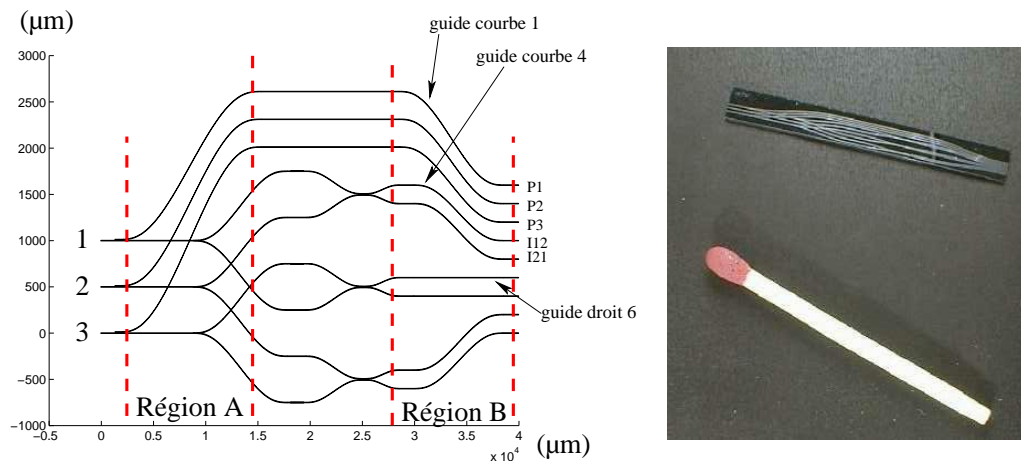 (μm)
guide courbe 1
guide courbe 4
3000
2500
2000
1500
1000
500
0
−500
−1000
1
2
3
P1
P2
P3
I12
I21
guide droit 6
Région A
Région B
−0.5
0
0.5
1
1.5
2
2.5
3
3.5
4
x 10⁴
(μm)